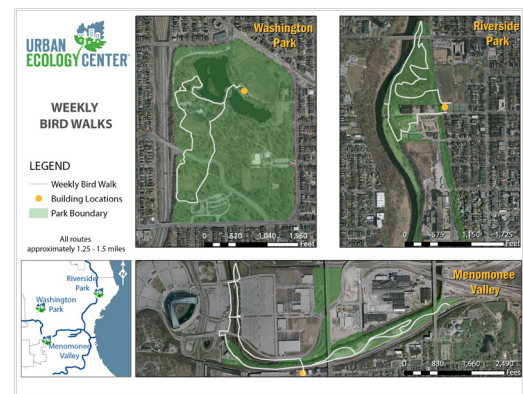 URBAN
ECOLOGY CENTER
WEEKLY
BIRD WALKS
LEGEND
Weekly Bird Walk
Building Locations
Park Boundary
All routes
approximately 1.25 - 1.5 miles
Washington
Park
0 520 1,040 1,560
Feet
Riverside
Park
0 575 1,150 1,725
Feet
Riverside
Park
Washington
Park
Menomonee
Valley
Menomonee
Valley
0 830 1,660 2,490
Feet